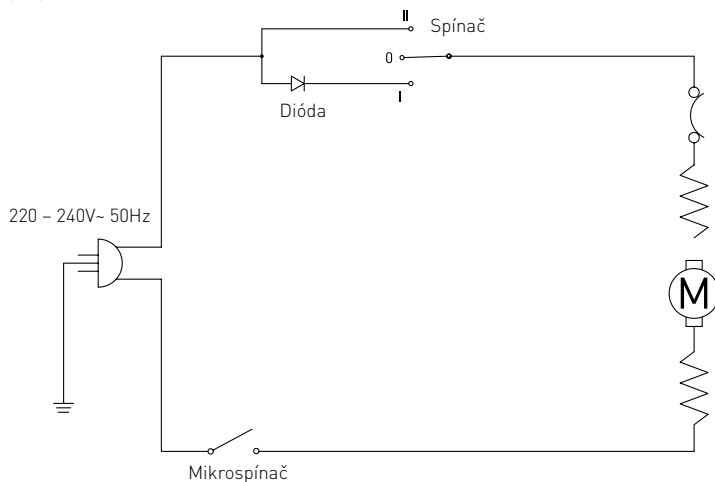 II
Spínač
0
I
Dióda
220 – 240V~ 50Hz
M
Mikrospínač